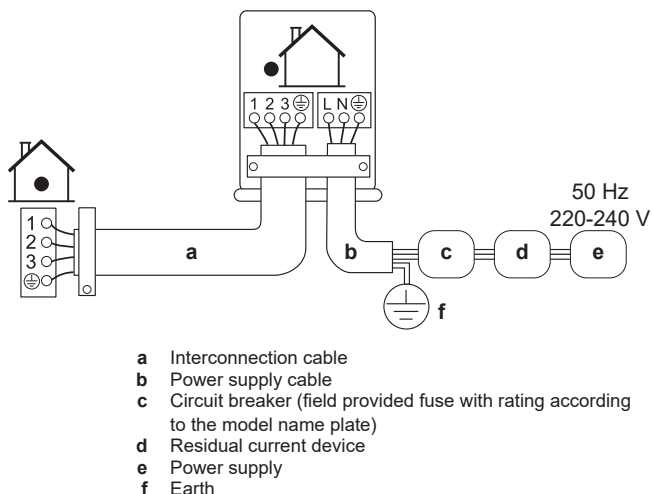 1 2 3
L N
1
2
3
50 Hz
220-240 V
a
b
c
d
e
f
a Interconnection cable
b Power supply cable
c Circuit breaker (field provided fuse with rating according
to the model name plate)
d Residual current device
e Power supply
f Earth